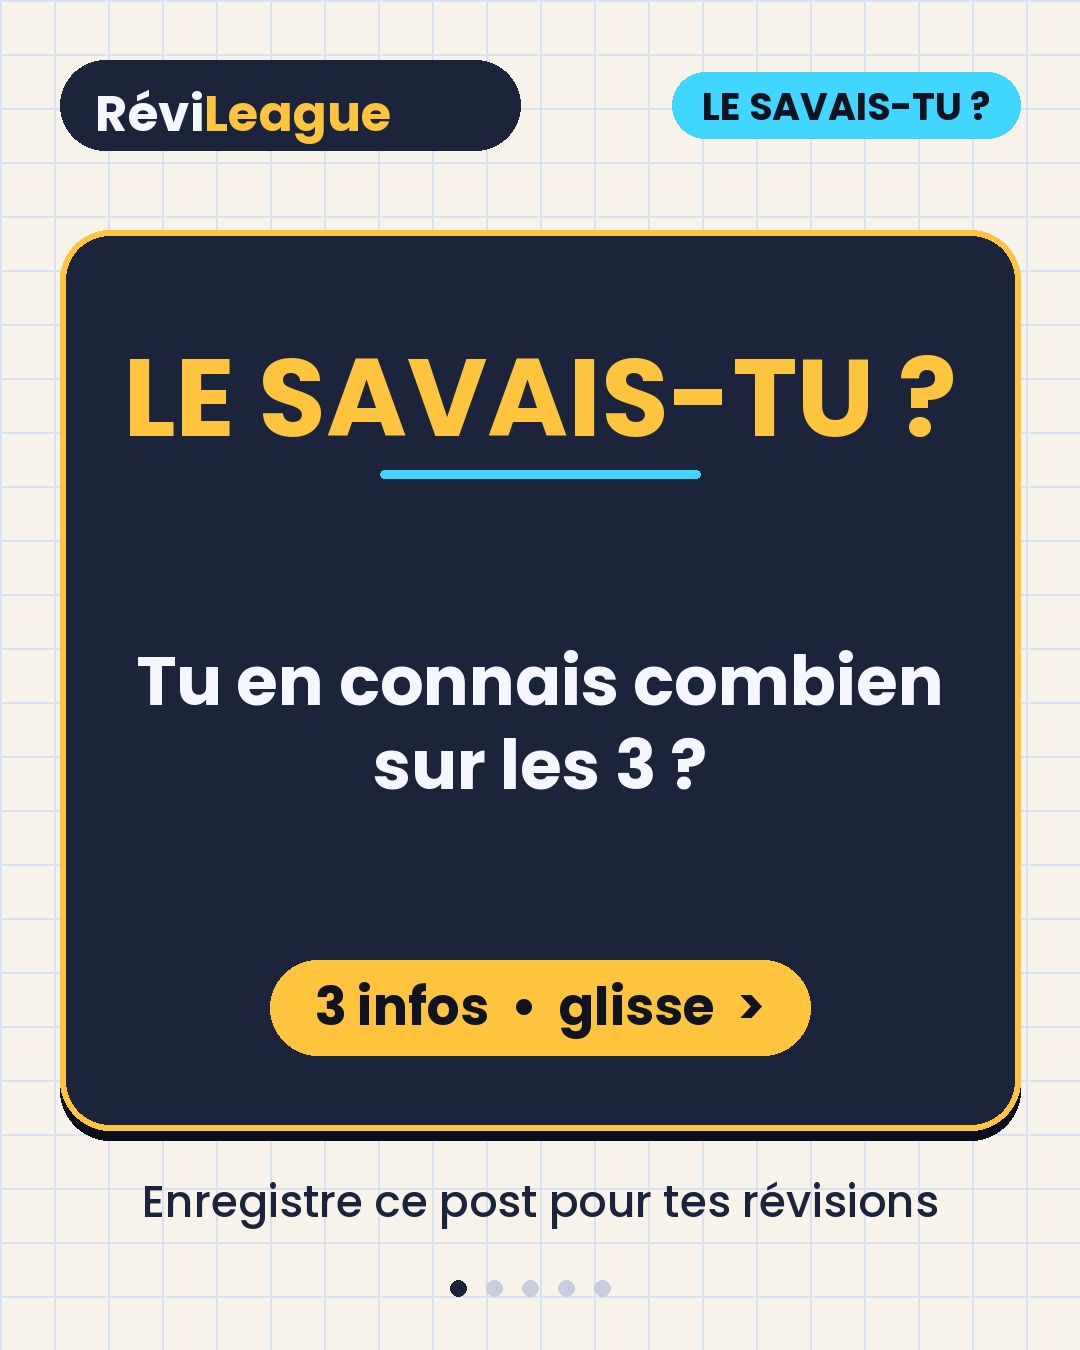 RéviLeague
LE SAVAIS-TU ?
LE SAVAIS-TU ?
Tu en connais combien
sur les 3 ?
3 infos • glisse >
Enregistre ce post pour tes révisions